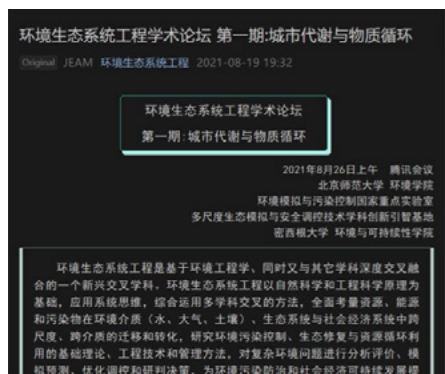 环境生态系统工程学术论坛 第一期:城市代谢与物质循环
Original JEAM 环境生态系统工程 2021-08-19 19:32
环境生态系统工程学术论坛
第一期:城市代谢与物质循环
2021年8月26日上午 腾讯会议
北京师范大学 环境学院
环境模拟与污染控制国家重点实验室
多尺度生态模拟与安全调控技术学科创新引智基地
密西根大学 环境与可持续性学院
环境生态系统工程是基于环境工程学、同时又与其它学科深度交叉融
合的一个新兴交叉学科。环境生态系统工程以自然科学和工程科学原理为
基础，应用系统思维，综合运用多学科交叉的方法，全面考量资源、能源
和污染物在环境介质（水、大气、土壤）、生态系统与社会经济系统中跨
尺度、跨介质的迁移和转化，研究环境污染控制、生态修复与资源循环利
用的基础理论、工程技术和管理方法，对复杂环境问题进行分析评价、模
拟预测、优化调控和研判决策，为环境污染防治和社会经济可持续发展提